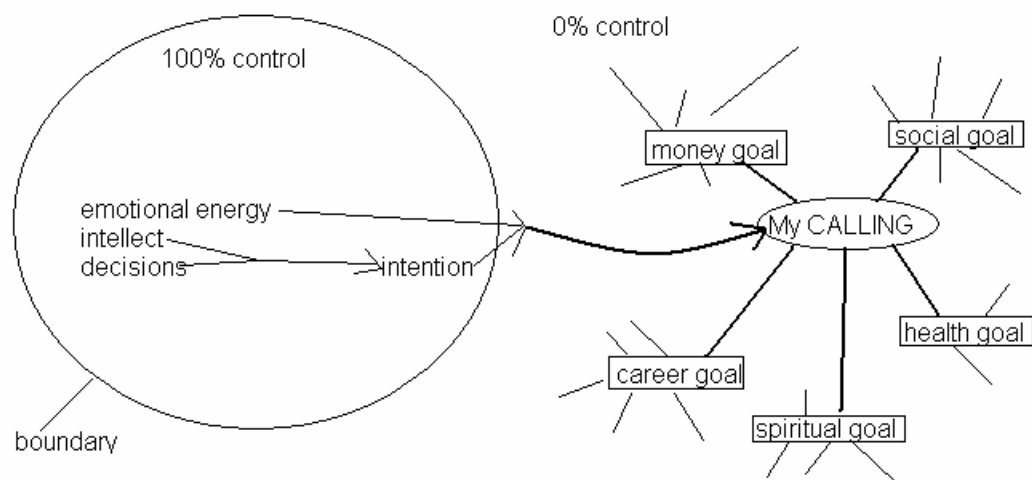 0% control
100% control
money goal
social goal
emotional energy
intellect
decisions
intention
My CALLING
health goal
career goal
spiritual goal
boundary